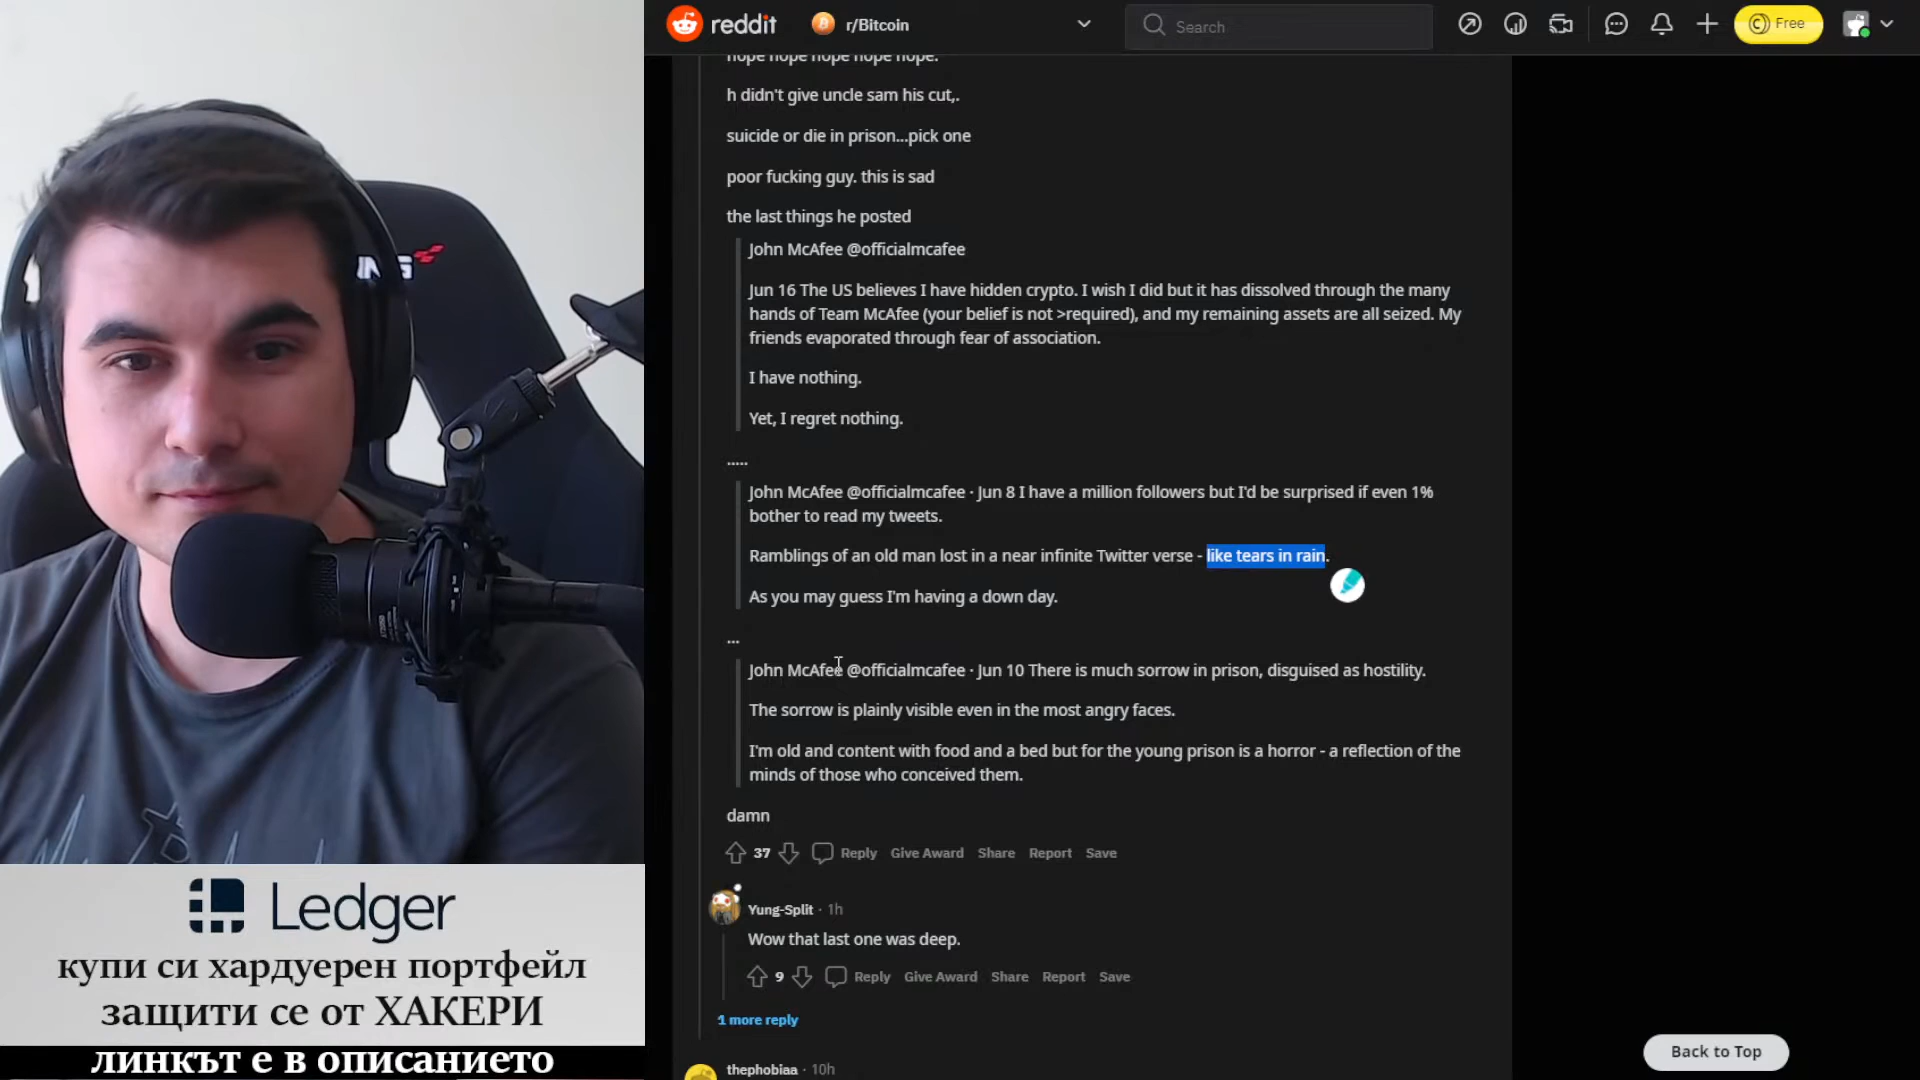 reddit
r/Bitcoin
Search
Free
nope nope nope nope nope.
h didn't give uncle sam his cut,.
suicide or die in prison...pick one
poor fucking guy. this is sad
the last things he posted
John McAfee @officialmcafee
Jun 16 The US believes I have hidden crypto. I wish I did but it has dissolved through the many
hands of Team McAfee (your belief is not >required), and my remaining assets are all seized. My
friends evaporated through fear of association.
I have nothing.
Yet, I regret nothing.
.....
John McAfee @officialmcafee · Jun 8 I have a million followers but I'd be surprised if even 1%
bother to read my tweets.
Ramblings of an old man lost in a near infinite Twitter verse - like tears in rain.
As you may guess I'm having a down day.
...
John McAfee @officialmcafee · Jun 10 There is much sorrow in prison, disguised as hostility.
The sorrow is plainly visible even in the most angry faces.
I'm old and content with food and a bed but for the young prison is a horror - a reflection of the
minds of those who conceived them.
damn
37 Reply Give Award Share Report Save
Yung-Split · 1h
Wow that last one was deep.
9 Reply Give Award Share Report Save
1 more reply
thephobiaa · 10h
Back to Top
Ledger
купи си хардуерен портфейл
защити се от ХАКЕРИ
линкът е в описанието